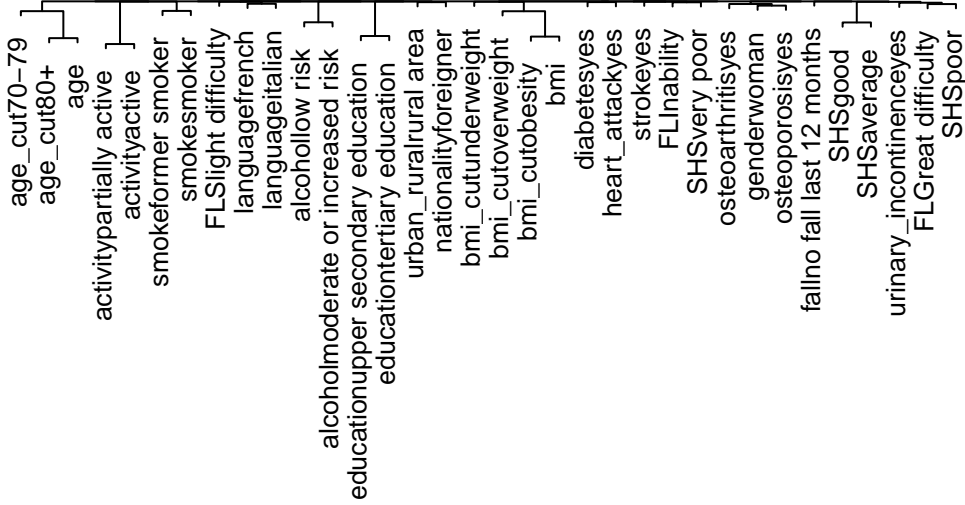 age_cut70−79
age_cut80+
age
activitypartially active
activityactive
smokeformer smoker
smokesmoker
FLSlight difficulty
languagefrench
languageitalian
alcohollow risk
alcoholmoderate or increased risk
educationupper secondary education
educationtertiary education
urban_ruralrural area
nationalityforeigner
bmi_cutunderweight
bmi_cutoverweight
bmi_cutobesity
bmi
diabetesyes
heart_attackyes
strokeyes
FLInability
SHSvery poor
osteoarthritisyes
genderwoman
osteoporosisyes
fallno fall last 12 months
SHSgood
SHSaverage
urinary_incontinenceyes
FLGreat difficulty
SHSpoor